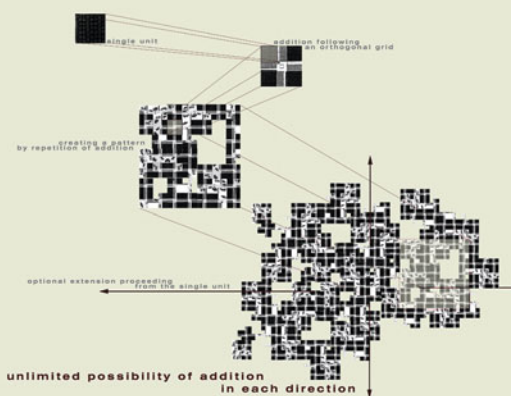 single unit
addition following
an orthogonal grid
creating a pattern
by repetition of addition
optional extension proceeding
from the single unit
unlimited possibility of addition
in each direction